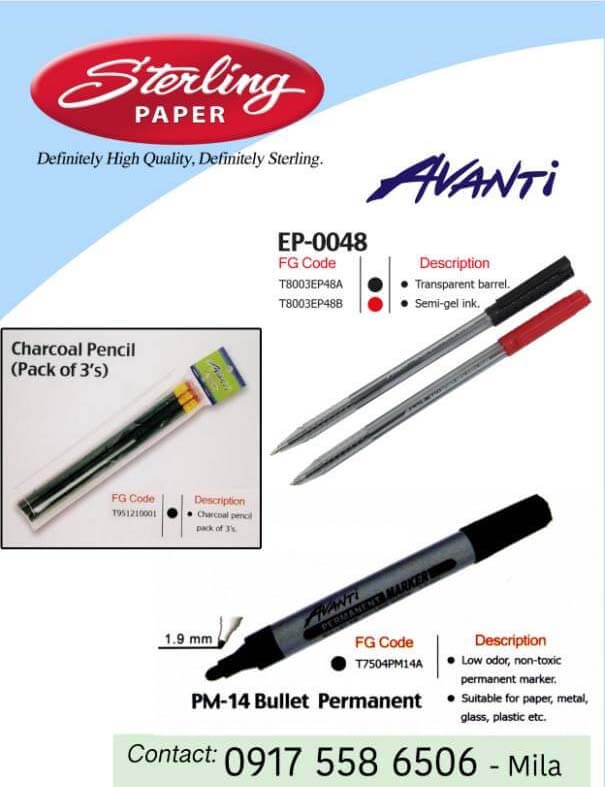 Sterling
PAPER
Definitely High Quality, Definitely Sterling.
AVANTi
EP-0048
FG Code Description
T8003EP48A • Transparent barrel.
T8003EP48B • Semi-gel ink.
Charcoal Pencil
(Pack of 3's)
Avanti
FG Code Description
T951210001 • Charcoal pencil
pack of 3's.
AVANTi
PERMANENT MARKER
1.9 mm
FG Code Description
T7504PM14A • Low odor, non-toxic
permanent marker.
• Suitable for paper, metal,
glass, plastic etc.
PM-14 Bullet Permanent
Contact: 0917 558 6506 - Mila